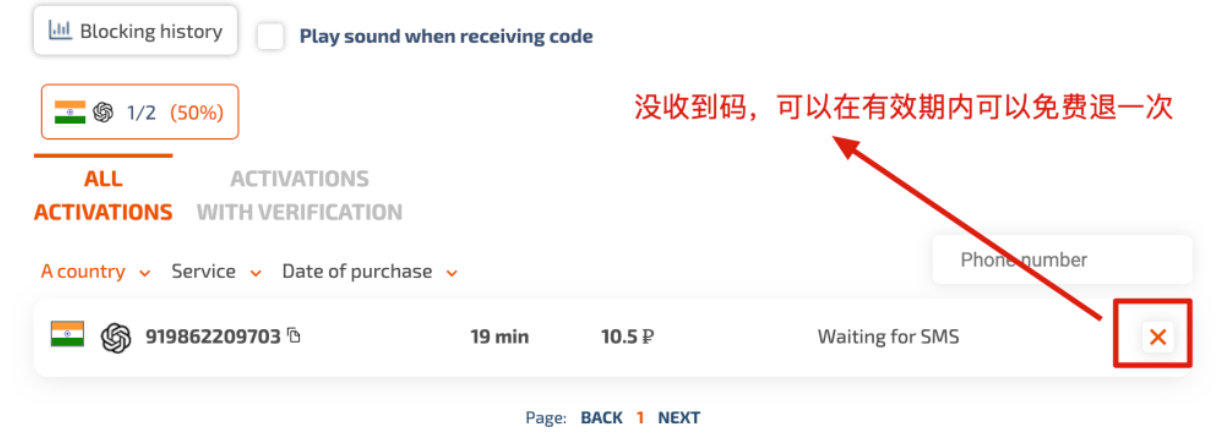 Blocking history
Play sound when receiving code
1/2 (50%)
没收到码，可以在有效期内可以免费退一次
ALL ACTIVATIONS
ACTIVATIONS WITH VERIFICATION
Phone number
A country Service Date of purchase
919862209703 19 min 10.5 ₽ Waiting for SMS
Page: BACK 1 NEXT